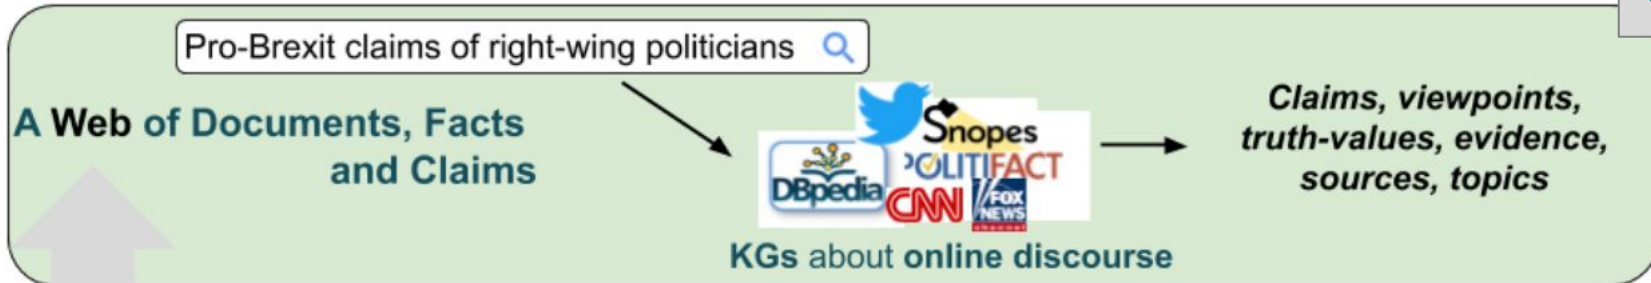 Pro-Brexit claims of right-wing politicians
A Web of Documents, Facts
and Claims
Snopes
POLITIFACT
DBpedia
CNN
FOX
NEWS
channel
KGs about online discourse
Claims, viewpoints,
truth-values, evidence,
sources, topics